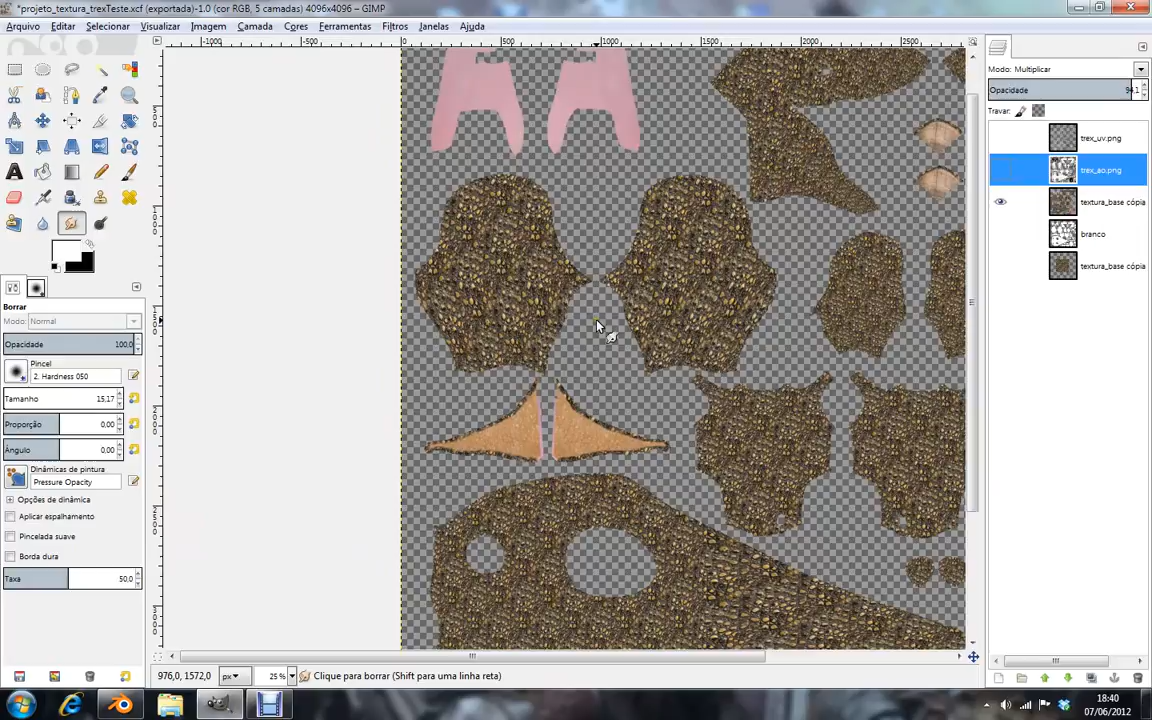 *projeto_textura_trexTeste.xcf (exportada)-1.0 (cor RGB, 5 camadas) 4096x4096 – GIMP
Arquivo Editar Selecionar Visualizar Imagem Camada Cores Ferramentas Filtros Janelas Ajuda
-1000 -500 0 500 1000 1500 2000 2500
Modo: Multiplicar
Opacidade 94,1
Travar:
trex_uv.png
trex_ao.png
textura_base cópia
branco
textura_base cópia
Borrar
Modo: Normal
Opacidade 100,0
Pincel
2. Hardness 050
Tamanho 15,17
Proporção 0,00
Ângulo 0,00
Dinâmicas de pintura
Pressure Opacity
Opções de dinâmica
Aplicar espalhamento
Pincelada suave
Borda dura
Taxa 50,0
976,0, 1572,0 px 25 % Clique para borrar (Shift para uma linha reta)
18:40
07/06/2012